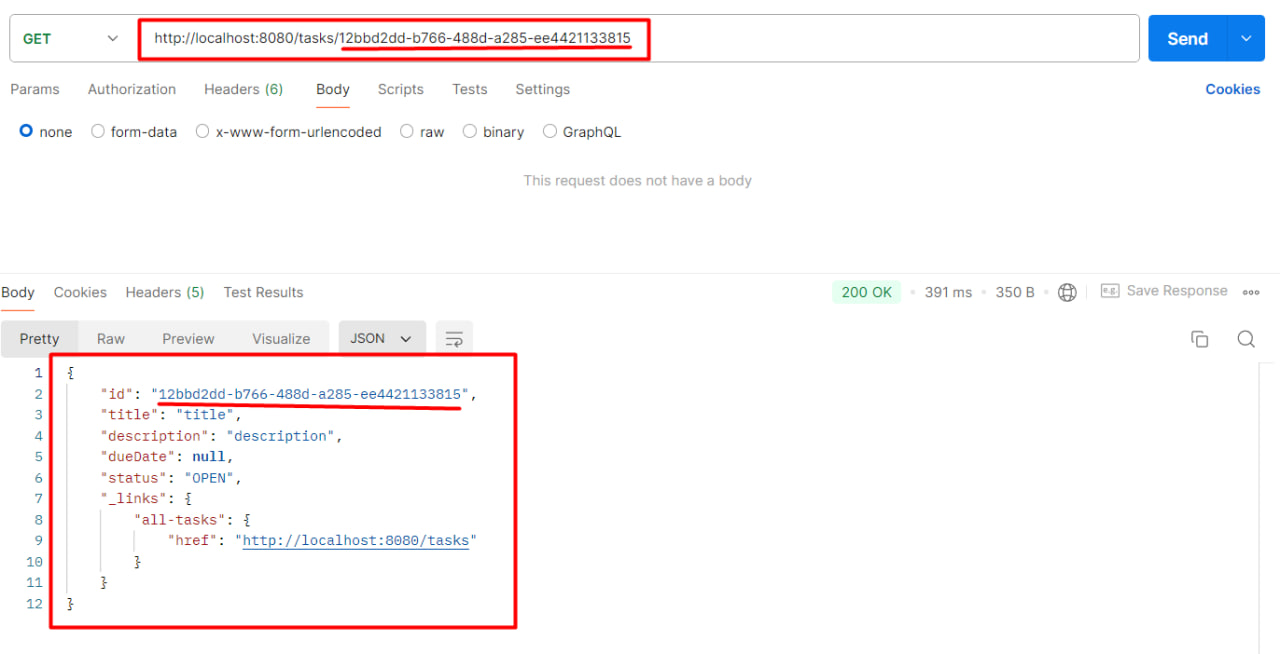 GET http://localhost:8080/tasks/12bbd2dd-b766-488d-a285-ee4421133815 Send
Params Authorization Headers (6) Body Scripts Tests Settings Cookies
none form-data x-www-form-urlencoded raw binary GraphQL
This request does not have a body
Body Cookies Headers (5) Test Results 200 OK • 391 ms • 350 B • e.g. Save Response
Pretty Raw Preview Visualize JSON
1 {
2 "id": "12bbd2dd-b766-488d-a285-ee4421133815",
3 "title": "title",
4 "description": "description",
5 "dueDate": null,
6 "status": "OPEN",
7 "_links": {
8 "all-tasks": {
9 "href": "http://localhost:8080/tasks"
10 }
11 }
12 }